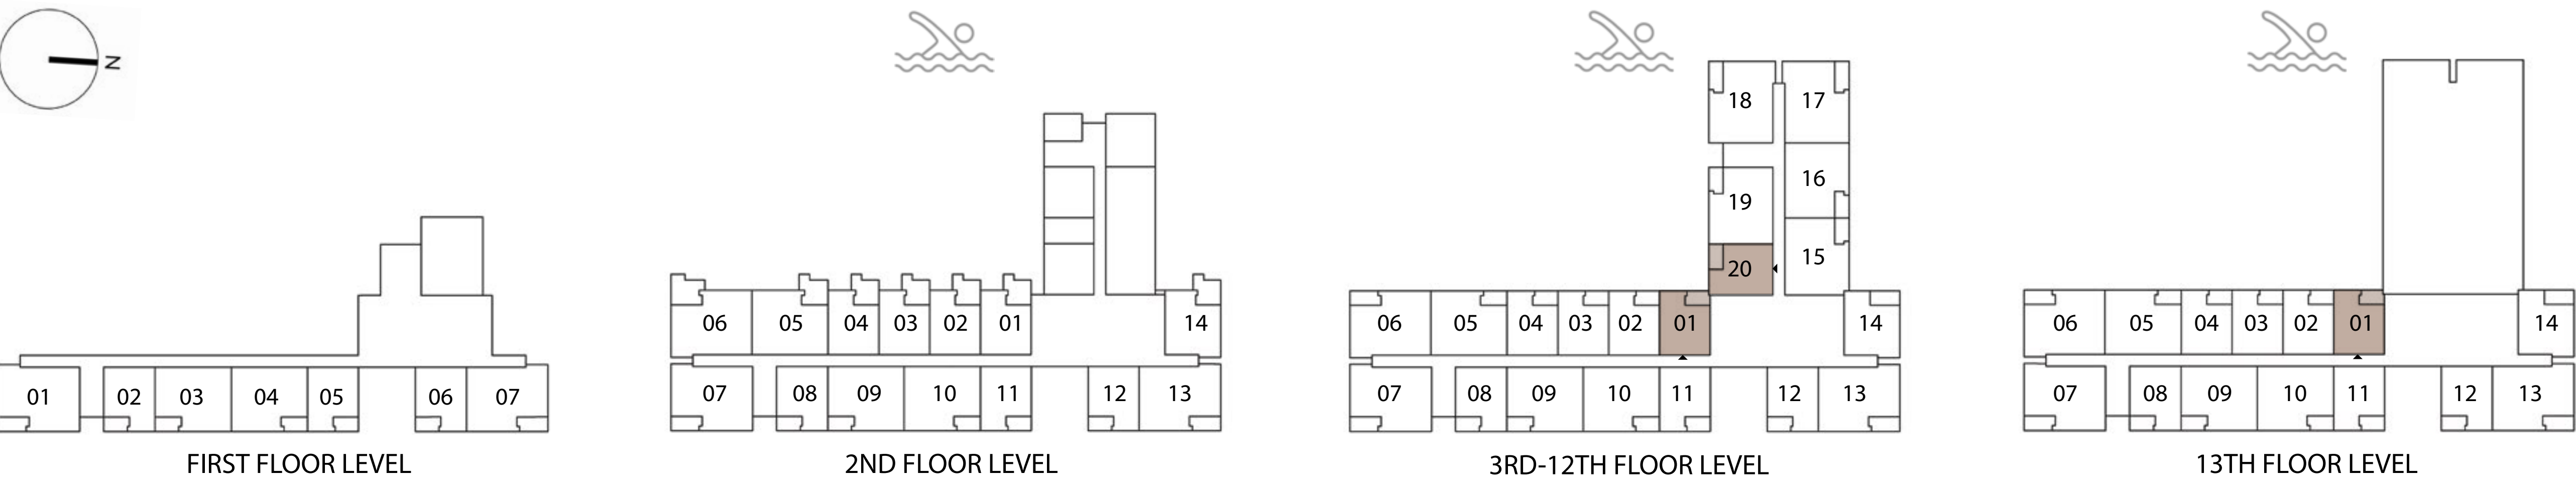 N
01 02 03 04 05 06 07
FIRST FLOOR LEVEL
06 05 04 03 02 01 14
07 08 09 10 11 12 13
2ND FLOOR LEVEL
18 17
16
19
15
20
06 05 04 03 02 01 14
07 08 09 10 11 12 13
3RD-12TH FLOOR LEVEL
06 05 04 03 02 01 14
07 08 09 10 11 12 13
13TH FLOOR LEVEL